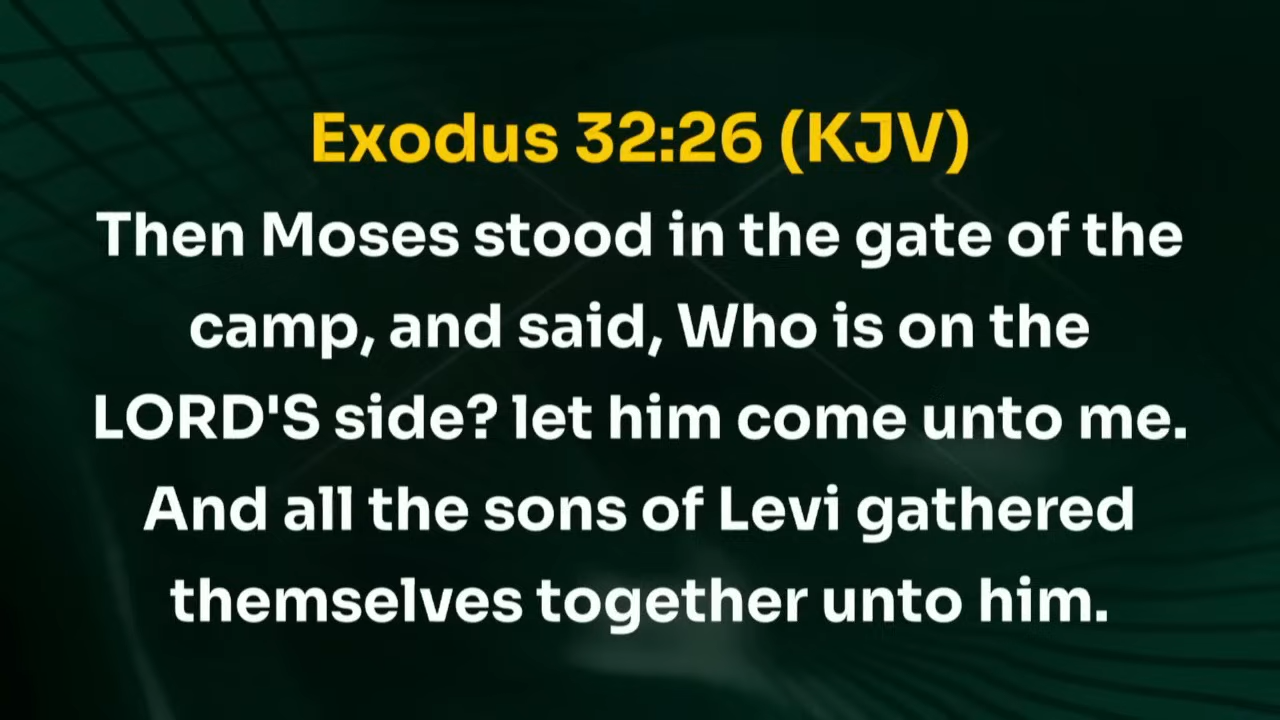 Exodus 32:26 (KJV)
Then Moses stood in the gate of the
camp, and said, Who is on the
LORD'S side? let him come unto me.
And all the sons of Levi gathered
themselves together unto him.